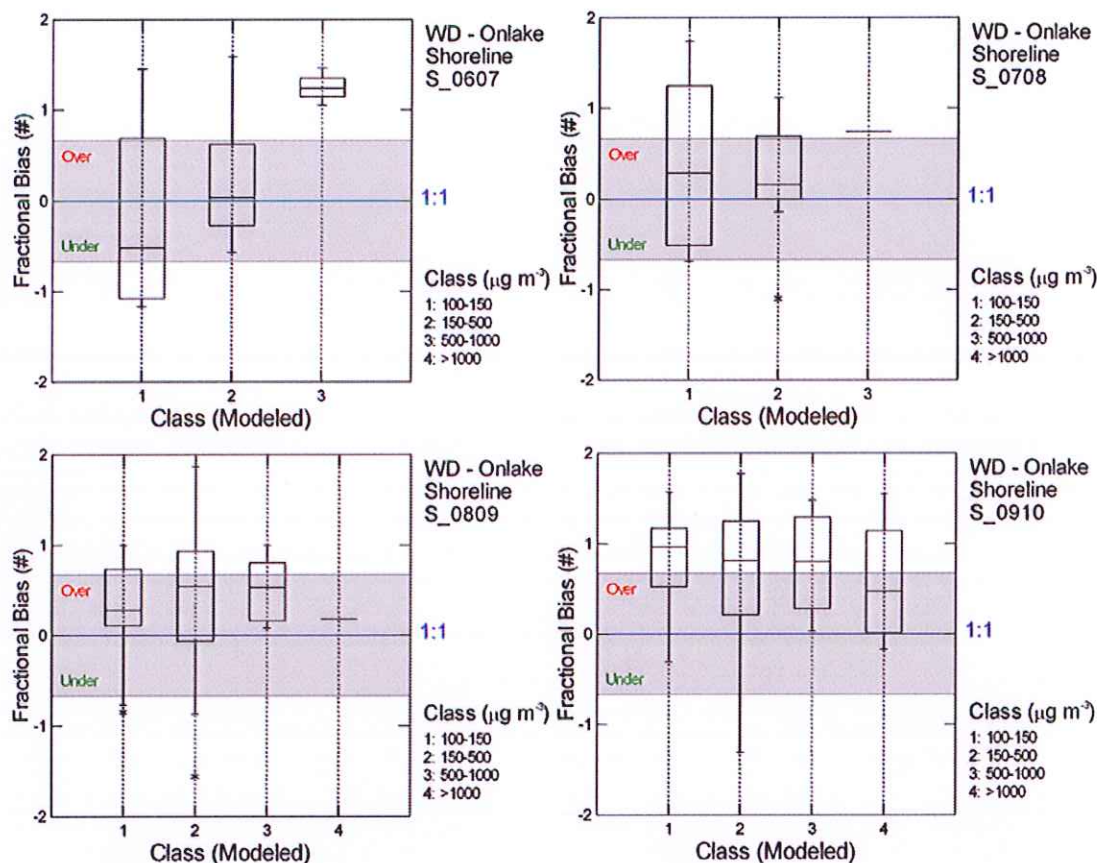 2
1
0
-1
-2
Fractional Bias (#)
Over
Under
1 2 3
Class (Modeled)
WD - Onlake
Shoreline
S_0607
1:1
Class (μg m⁻³)
1: 100-150
2: 150-500
3: 500-1000
4: >1000
2
1
0
-1
-2
Fractional Bias (#)
Over
Under
1 2 3
Class (Modeled)
WD - Onlake
Shoreline
S_0708
1:1
Class (μg m⁻³)
1: 100-150
2: 150-500
3: 500-1000
4: >1000
2
1
0
-1
-2
Fractional Bias (#)
Over
Under
1 2 3 4
Class (Modeled)
WD - Onlake
Shoreline
S_0809
1:1
Class (μg m⁻³)
1: 100-150
2: 150-500
3: 500-1000
4: >1000
2
1
0
-1
-2
Fractional Bias (#)
Over
Under
1 2 3 4
Class (Modeled)
WD - Onlake
Shoreline
S_0910
1:1
Class (μg m⁻³)
1: 100-150
2: 150-500
3: 500-1000
4: >1000